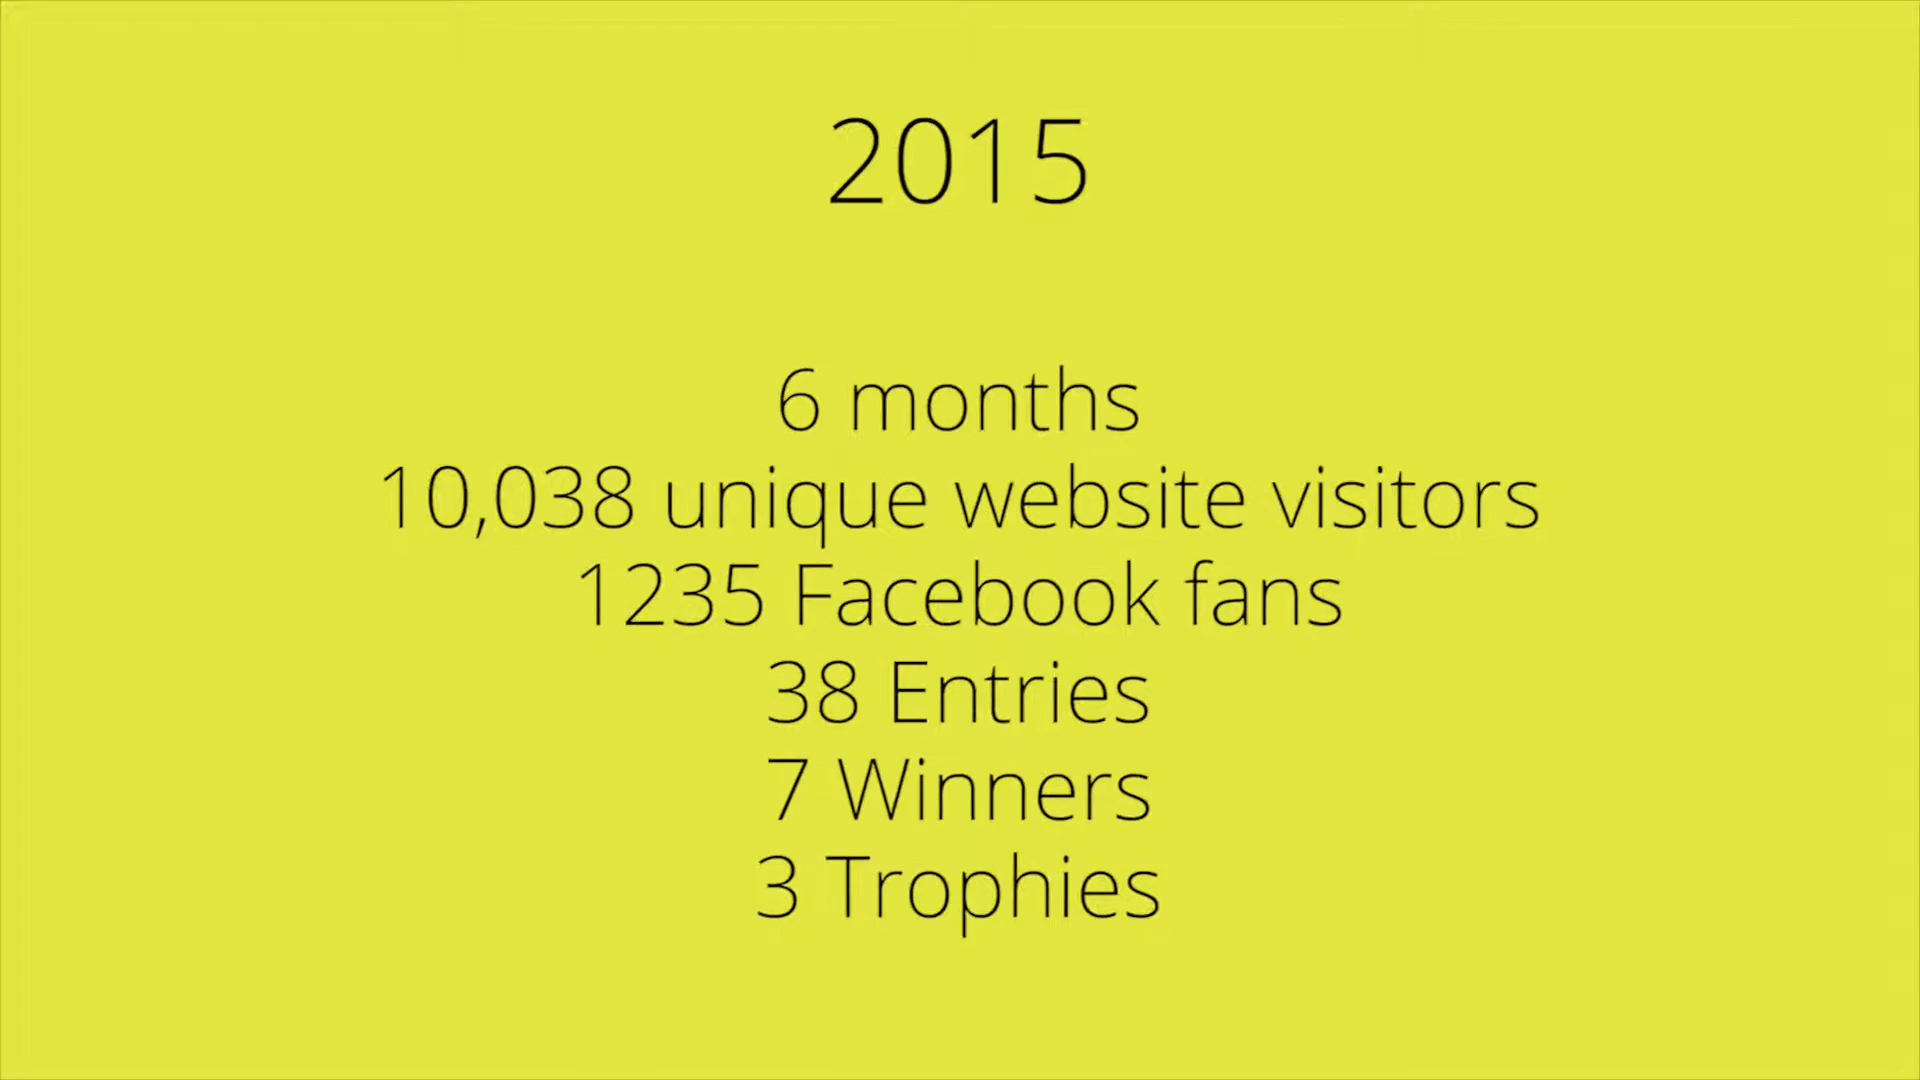 2015
6 months
10,038 unique website visitors
1235 Facebook fans
38 Entries
7 Winners
3 Trophies